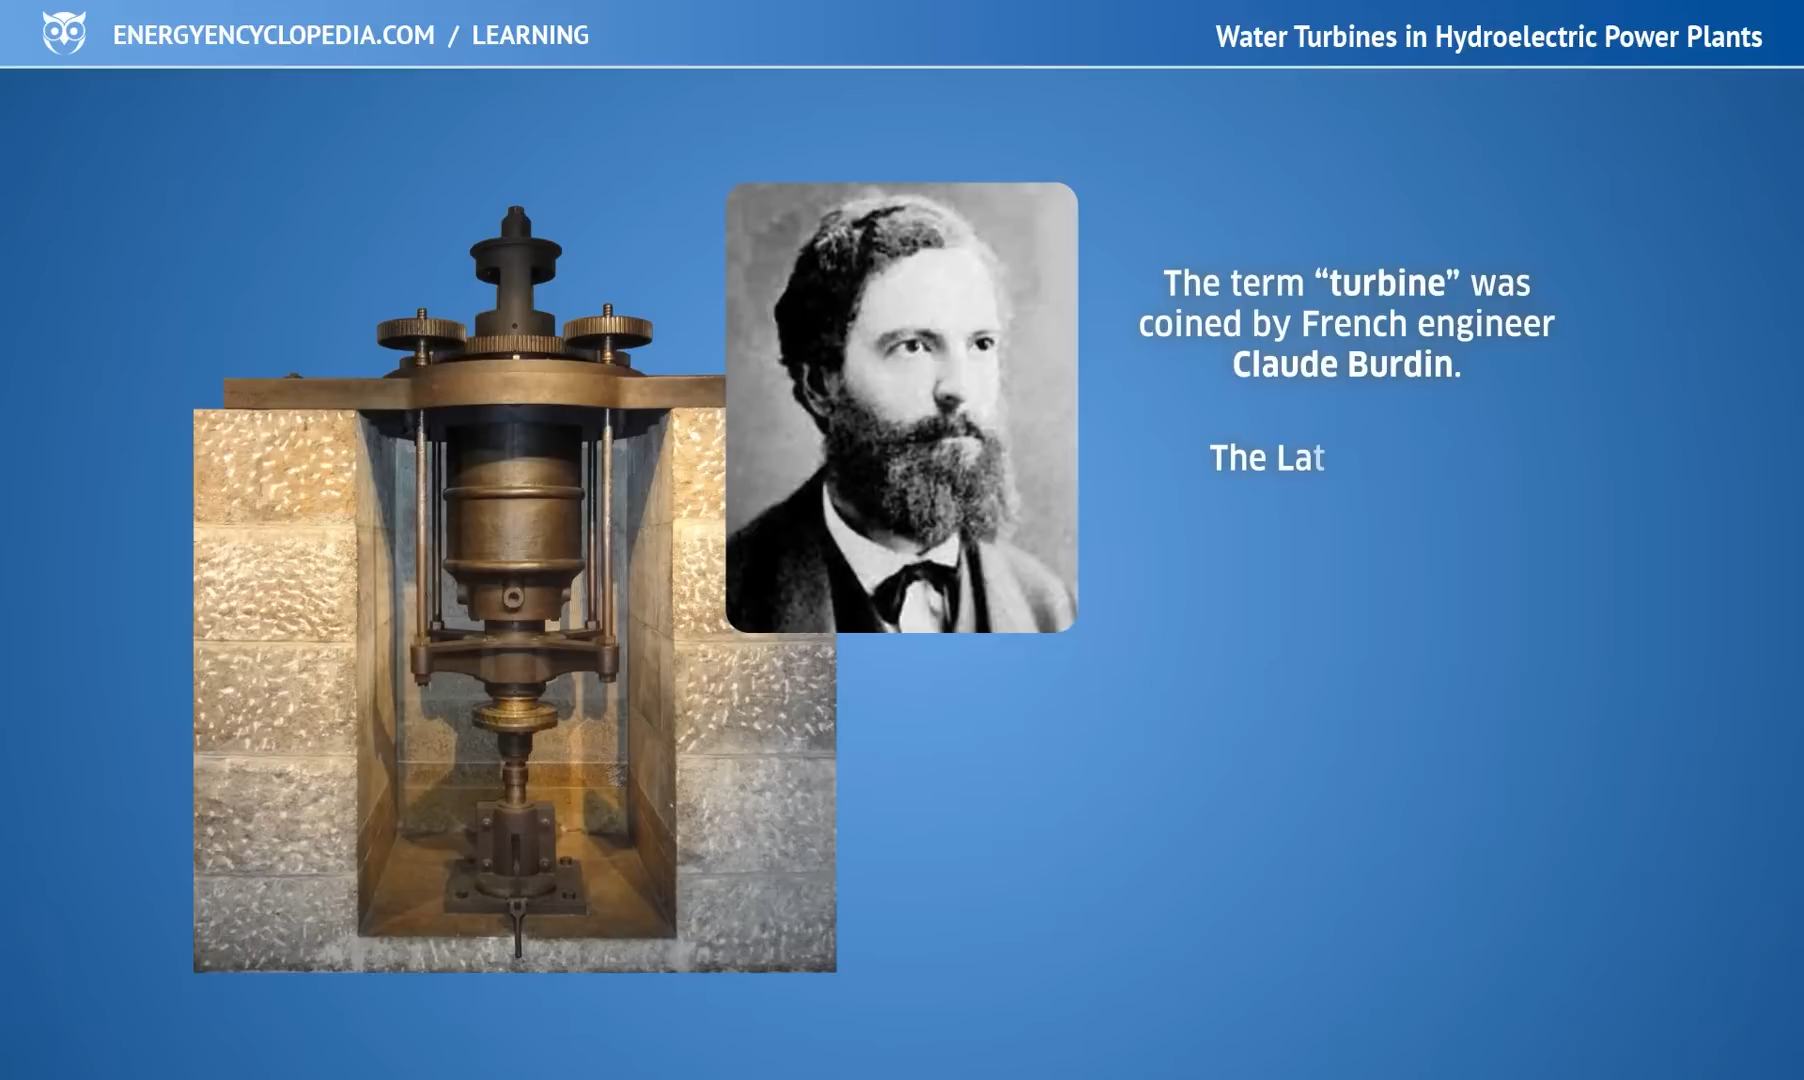 ENERGYENCYCLOPEDIA.COM / LEARNING
Water Turbines in Hydroelectric Power Plants
The term “turbine” was
coined by French engineer
Claude Burdin.
The Lat